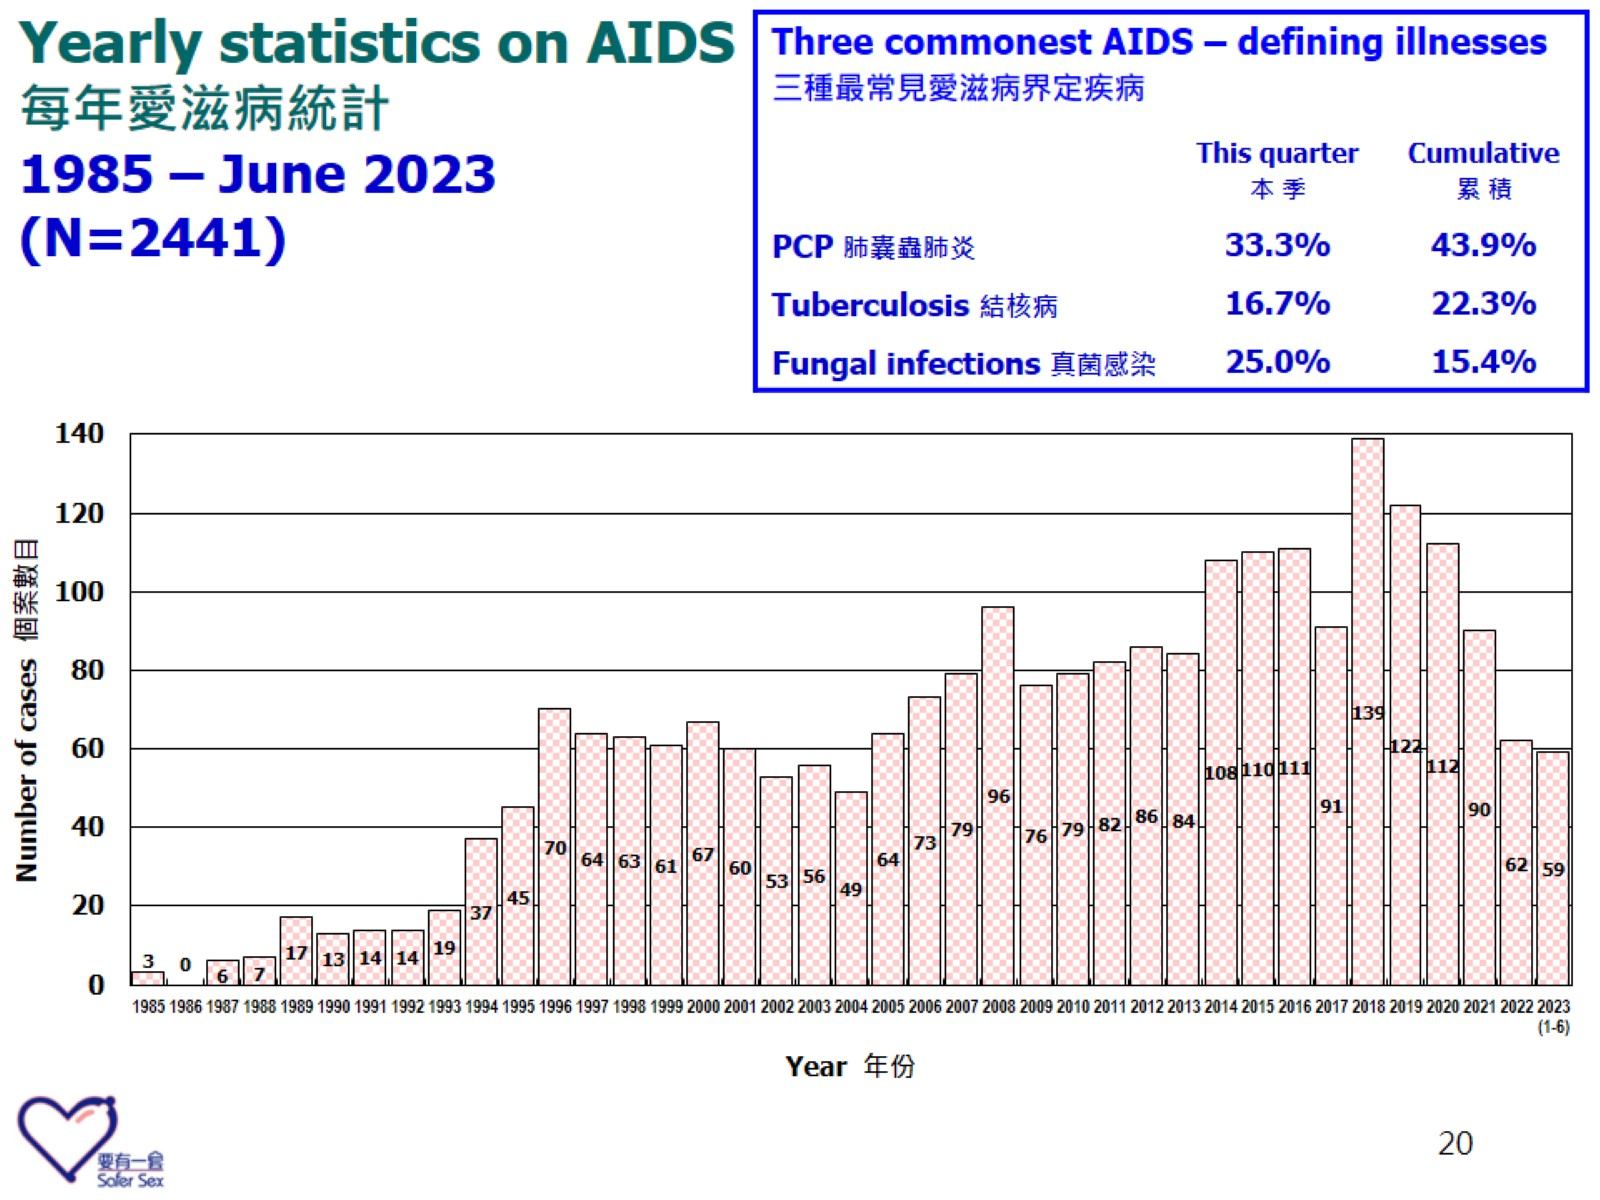 Yearly statistics on AIDS
每年愛滋病統計
1985 – June 2023
(N=2441)
Three commonest AIDS – defining illnesses
三種最常見愛滋病界定疾病
This quarter Cumulative
本季 累積
PCP 肺囊蟲肺炎 33.3% 43.9%
Tuberculosis 結核病 16.7% 22.3%
Fungal infections 真菌感染 25.0% 15.4%
Number of cases 個案數目
140
120
100
80
60
40
20
0
3 0 6 7 17 13 14 14 19 37 45 70 64 63 61 67 60 53 56 49 64 73 79 96 76 79 82 86 84 108 110 111 91 139 122 112 90 62 59
1985 1986 1987 1988 1989 1990 1991 1992 1993 1994 1995 1996 1997 1998 1999 2000 2001 2002 2003 2004 2005 2006 2007 2008 2009 2010 2011 2012 2013 2014 2015 2016 2017 2018 2019 2020 2021 2022 2023
(1-6)
Year 年份
要有一套
Safer Sex
20